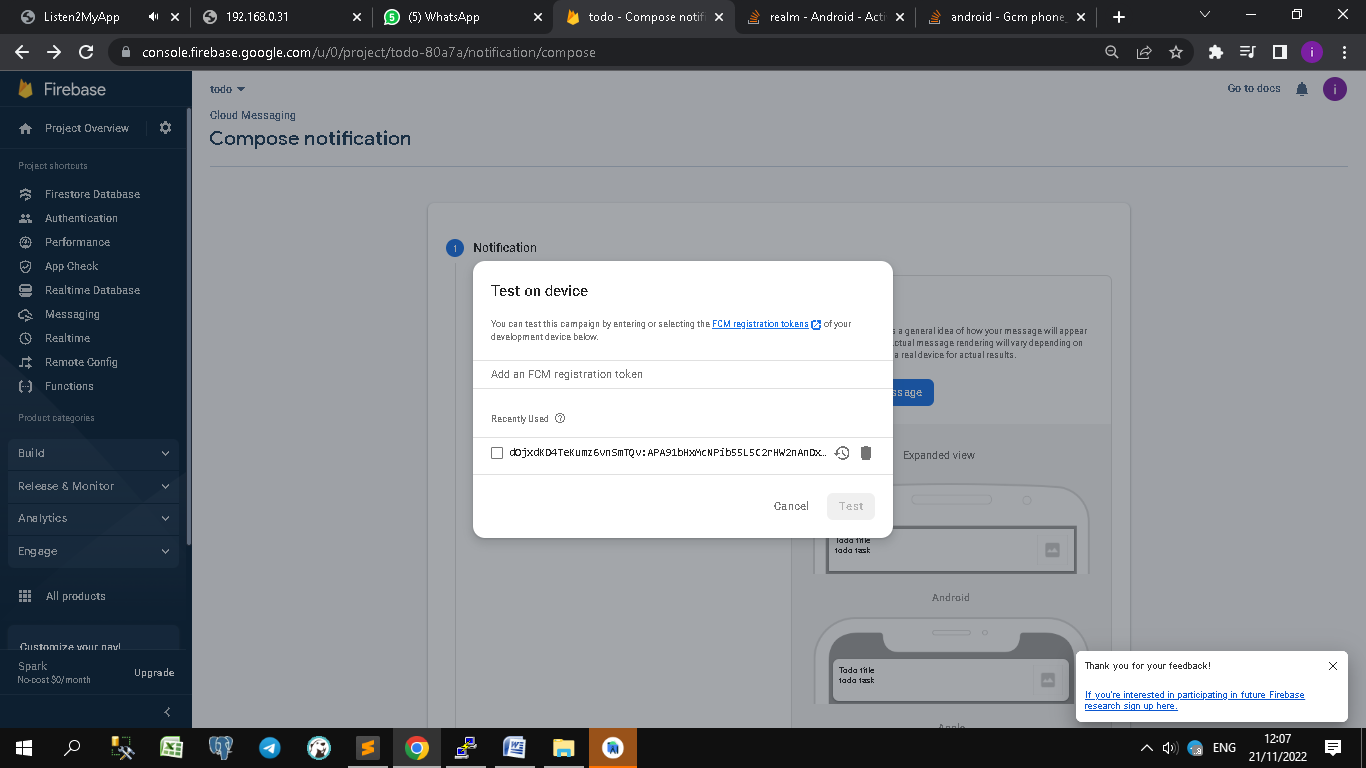 Listen2MyApp
192.168.0.31
(5) WhatsApp
todo - Compose notifi
realm - Android - Acti
android - Gcm phone_
console.firebase.google.com/u/0/project/todo-80a7a/notification/compose
i
Firebase
todo
Go to docs
i
Cloud Messaging
Compose notification
Project Overview
Project shortcuts
Firestore Database
Authentication
Performance
App Check
Realtime Database
Messaging
Realtime
Remote Config
Functions
Product categories
Build
Release & Monitor
Analytics
Engage
All products
Customize your nav!
Spark
No-cost $0/month
Upgrade
1
Notification
Test on device
You can test this campaign by entering or selecting the FCM registration tokens of your
development device below.
Add an FCM registration token
Recently Used
Cancel
Test
s a general idea of how your message will appear
ctual message rendering will vary depending on
a real device for actual results.
ssage
Expanded view
Todo title
todo task
Android
Todo title
todo task
Apple
Thank you for your feedback!
If you're interested in participating in future Firebase
research sign up here.
ENG
12:07
21/11/2022